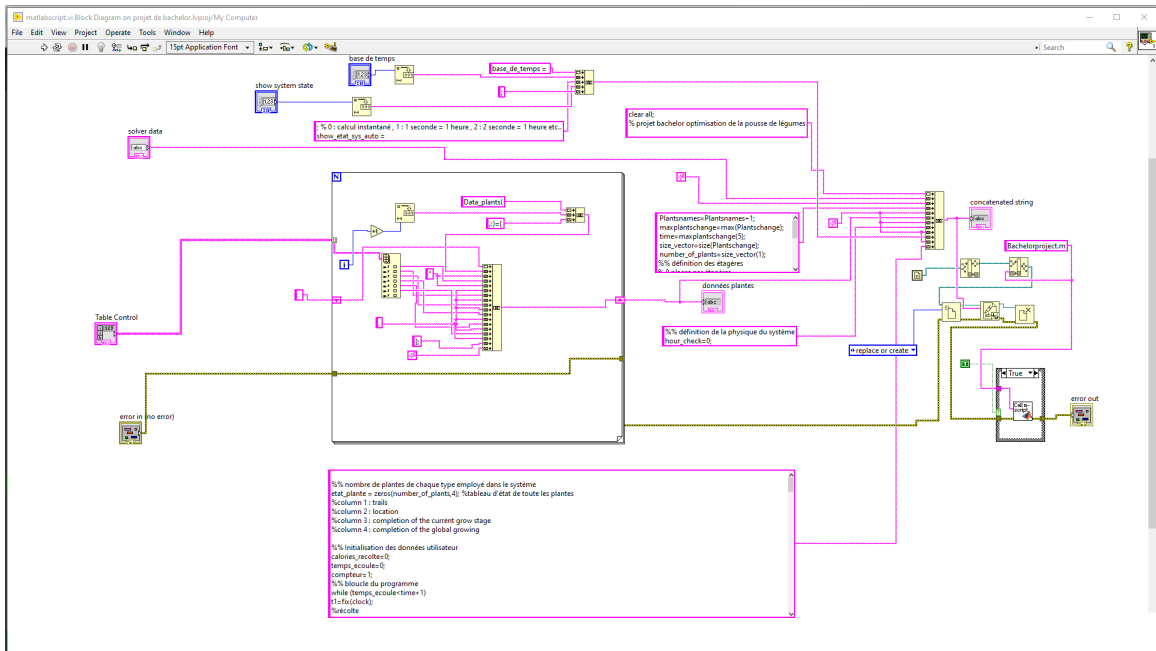 matlabscript.vi Block Diagram on projet de bachelor.lvproj/My Computer
File Edit View Project Operate Tools Window Help
15pt Application Font
Search
base de temps
show system state
base_de_temps =
;
; % 0 : calcul instantané , 1 : 1 seconde = 1 heure , 2 : 2 seconde = 1 heure etc..
show_etat_sys_auto =
clear all;
% projet bachelor optimisation de la pousse de légumes
solver data
N
Data_plants(
,:)=[
i
Plantsnames=Plantsnames+1;
maxplantschange=max(Plantschange);
time=maxplantschange(5);
size_vector=size(Plantschange);
number_of_plants=size_vector(1);
%% définition des étagéres
concatenated string
Bachelorproject.m
données plantes
Table Control
%% définition de la physique du système
hour_check=0;
replace or create
True
error in (no error)
error out
%% nombre de plantes de chaque type employé dans le système
etat_plante = zeros(number_of_plants,4); %tableau d'état de toute les plantes
%column 1 : trails
%column 2 : location
%column 3 : completion of the current grow stage
%column 4 : completion of the global growing
%% Initialisation des données utilisateur
calories_recolte=0;
temps_ecoule=0;
compteur=1;
%% bloucle du programme
while (temps_ecoule<time+1)
t1=fix(clock);
%récolte